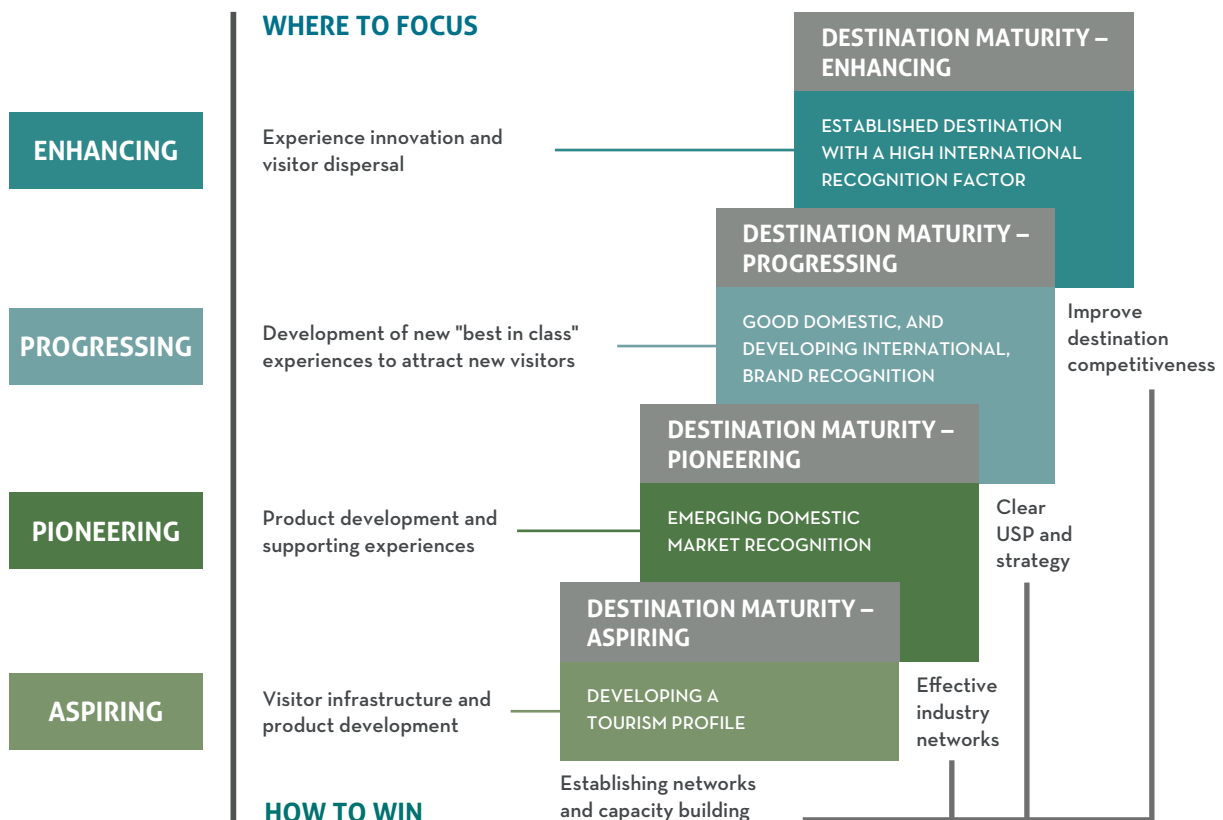 WHERE TO FOCUS
DESTINATION MATURITY –
ENHANCING
ENHANCING
Experience innovation and
visitor dispersal
ESTABLISHED DESTINATION
WITH A HIGH INTERNATIONAL
RECOGNITION FACTOR
DESTINATION MATURITY –
PROGRESSING
PROGRESSING
Development of new "best in class"
experiences to attract new visitors
GOOD DOMESTIC, AND
DEVELOPING INTERNATIONAL,
BRAND RECOGNITION
Improve
destination
competitiveness
DESTINATION MATURITY –
PIONEERING
PIONEERING
Product development and
supporting experiences
EMERGING DOMESTIC
MARKET RECOGNITION
Clear
USP and
strategy
DESTINATION MATURITY –
ASPIRING
ASPIRING
Visitor infrastructure and
product development
DEVELOPING A
TOURISM PROFILE
Effective
industry
networks
HOW TO WIN
Establishing networks
and capacity building